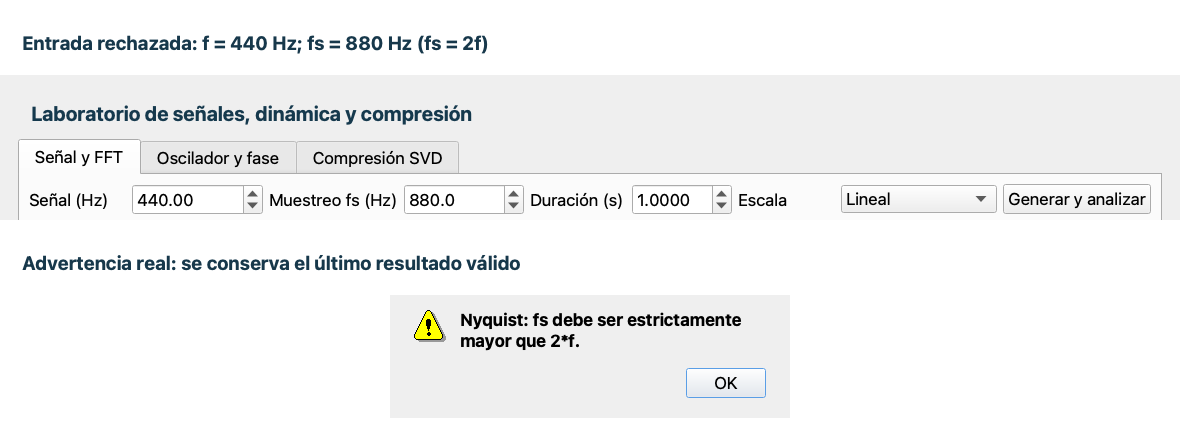 Entrada rechazada: f = 440 Hz; fs = 880 Hz (fs = 2f)
Laboratorio de señales, dinámica y compresión
Señal y FFT Oscilador y fase Compresión SVD
Señal (Hz) 440.00 Muestreo fs (Hz) 880.0 Duración (s) 1.0000 Escala Lineal Generar y analizar
Advertencia real: se conserva el último resultado válido
Nyquist: fs debe ser estrictamente
mayor que 2*f.
OK